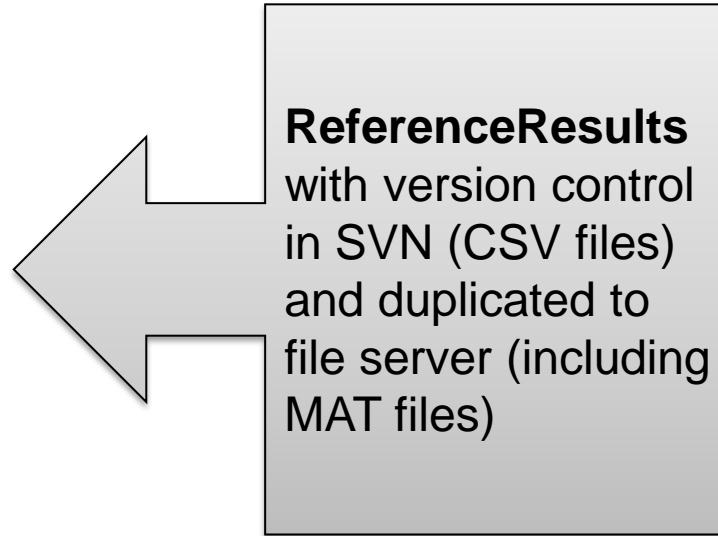 ReferenceResults
with version control
in SVN (CSV files)
and duplicated to
file server (including
MAT files)